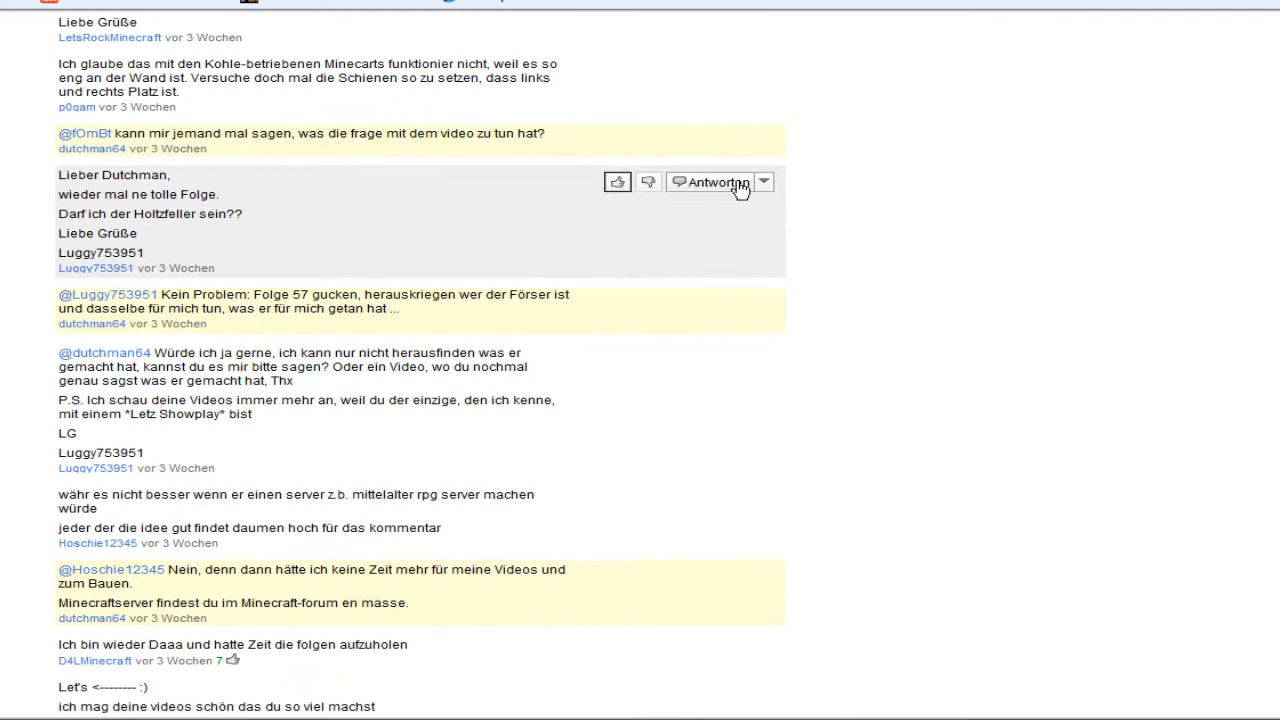 Liebe Grüße
LetsRockMinecraft vor 3 Wochen
Ich glaube das mit den Kohle-betriebenen Minecarts funktionier nicht, weil es so
eng an der Wand ist. Versuche doch mal die Schienen so zu setzen, dass links
und rechts Platz ist.
p0gam vor 3 Wochen
@fOmBt kann mir jemand mal sagen, was die frage mit dem video zu tun hat?
dutchman64 vor 3 Wochen
Lieber Dutchman,
Antworten
wieder mal ne tolle Folge.
Darf ich der Holtzfeller sein??
Liebe Grüße
Luggy753951
Luggy753951 vor 3 Wochen
@Luggy753951 Kein Problem: Folge 57 gucken, herauskriegen wer der Förser ist
und dasselbe für mich tun, was er für mich getan hat ...
dutchman64 vor 3 Wochen
@dutchman64 Würde ich ja gerne, ich kann nur nicht herausfinden was er
gemacht hat, kannst du es mir bitte sagen? Oder ein Video, wo du nochmal
genau sagst was er gemacht hat, Thx
P.S. Ich schau deine Videos immer mehr an, weil du der einzige, den ich kenne,
mit einem *Letz Showplay* bist
LG
Luggy753951
Luggy753951 vor 3 Wochen
währ es nicht besser wenn er einen server z.b. mittelalter rpg server machen
würde
jeder der die idee gut findet daumen hoch für das kommentar
Hoschie12345 vor 3 Wochen
@Hoschie12345 Nein, denn dann hätte ich keine Zeit mehr für meine Videos und
zum Bauen.
Minecraftserver findest du im Minecraft-forum en masse.
dutchman64 vor 3 Wochen
Ich bin wieder Daaa und hatte Zeit die folgen aufzuholen
D4LMinecraft vor 3 Wochen 7
Let's <-------- :)
ich mag deine videos schön das du so viel machst